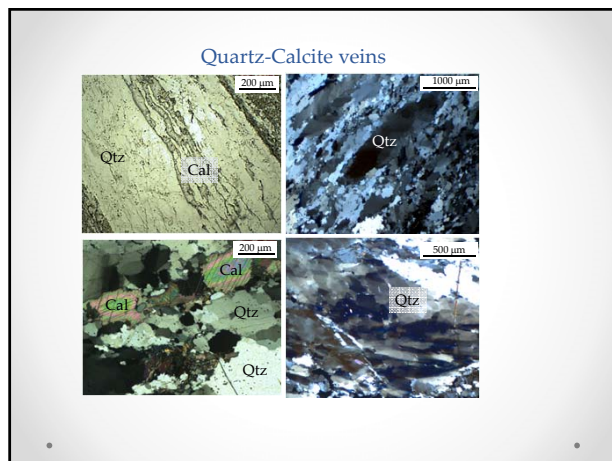 Quartz-Calcite veins
200 µm
1000 µm
Qtz
Cal
Qtz
200 µm
500 µm
Cal
Cal
Qtz
Qtz
Qtz